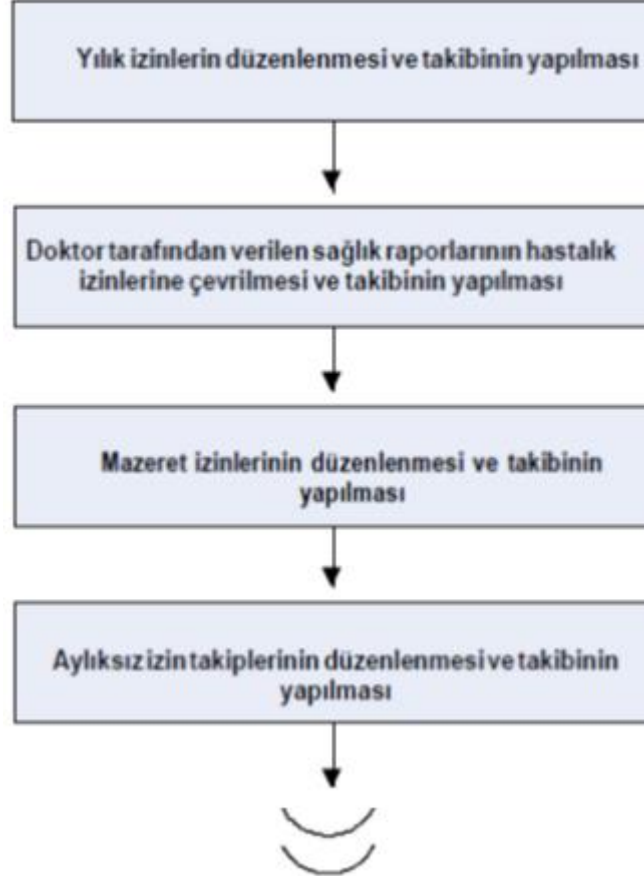 Yılık izinlerin düzenlenmesi ve takibinin yapılması
Doktor tarafından verilen sağlık raporlarının hastalık
izinlerine çevrilmesi ve takibinin yapılması
Mazeret izinlerinin düzenlenmesi ve takibinin
yapılması
Aylıksız izin takiplerinin düzenlenmesi ve takibinin
yapılması